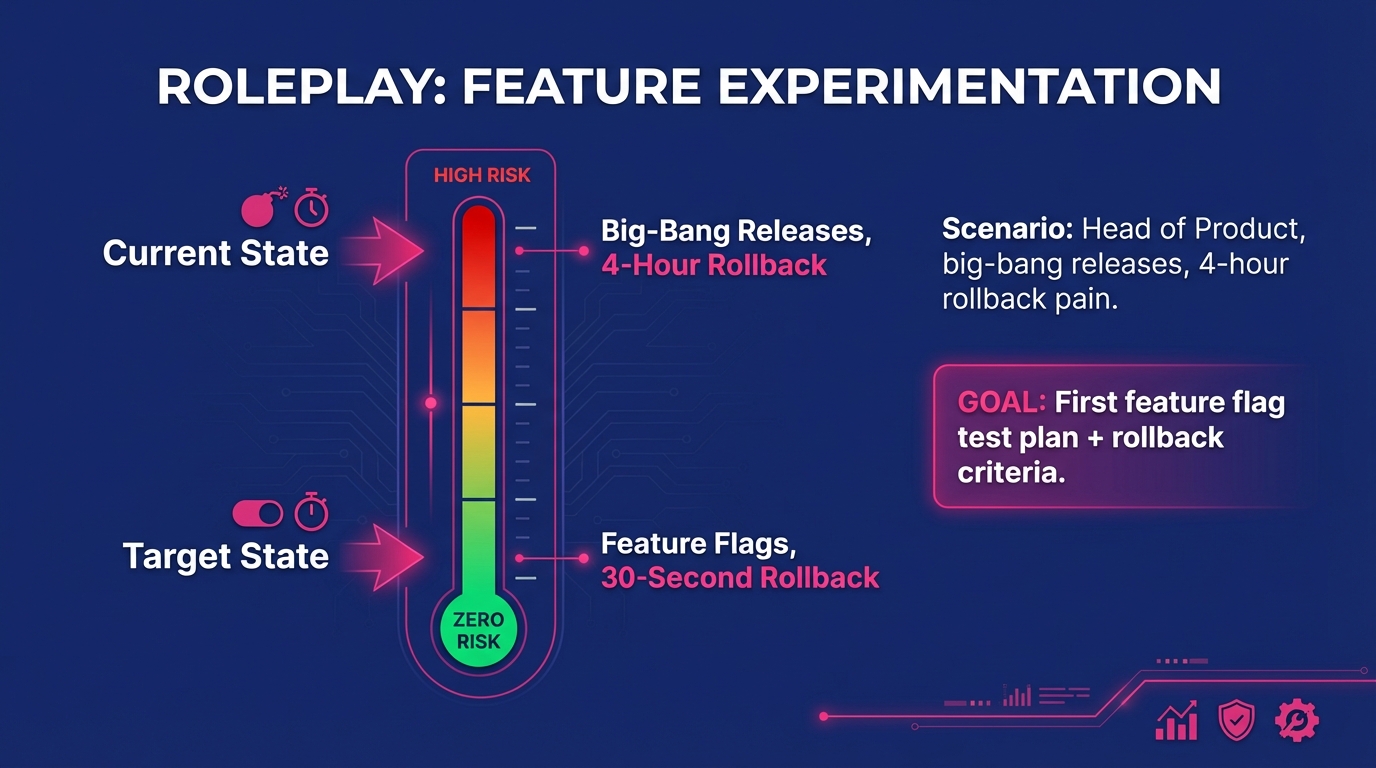 ROLEPLAY: FEATURE EXPERIMENTATION
HIGH RISK
Current State
Big-Bang Releases,
4-Hour Rollback
Scenario: Head of Product,
big-bang releases, 4-hour
rollback pain.
GOAL: First feature flag
test plan + rollback
criteria.
Target State
Feature Flags,
30-Second Rollback
ZERO
RISK